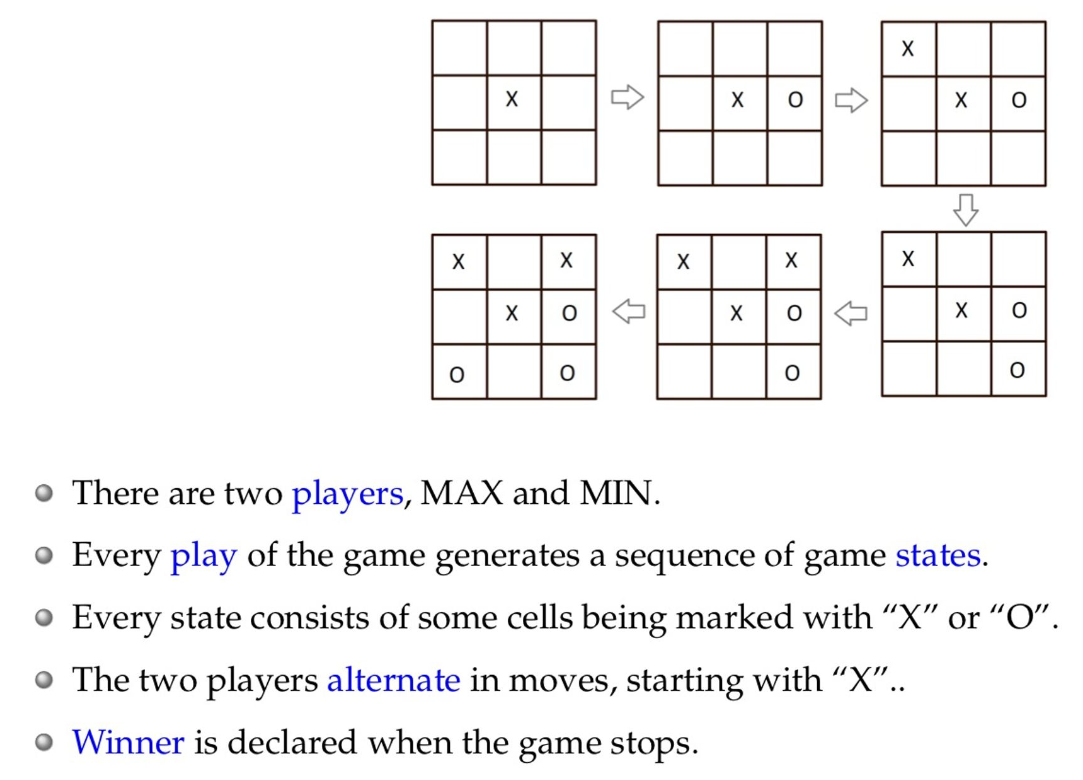 X
X O
X
X O
X
X O
O
X X
X O
O
X X
X O
O O
There are two players, MAX and MIN.
Every play of the game generates a sequence of game states.
Every state consists of some cells being marked with “X” or “O”.
The two players alternate in moves, starting with “X”..
Winner is declared when the game stops.